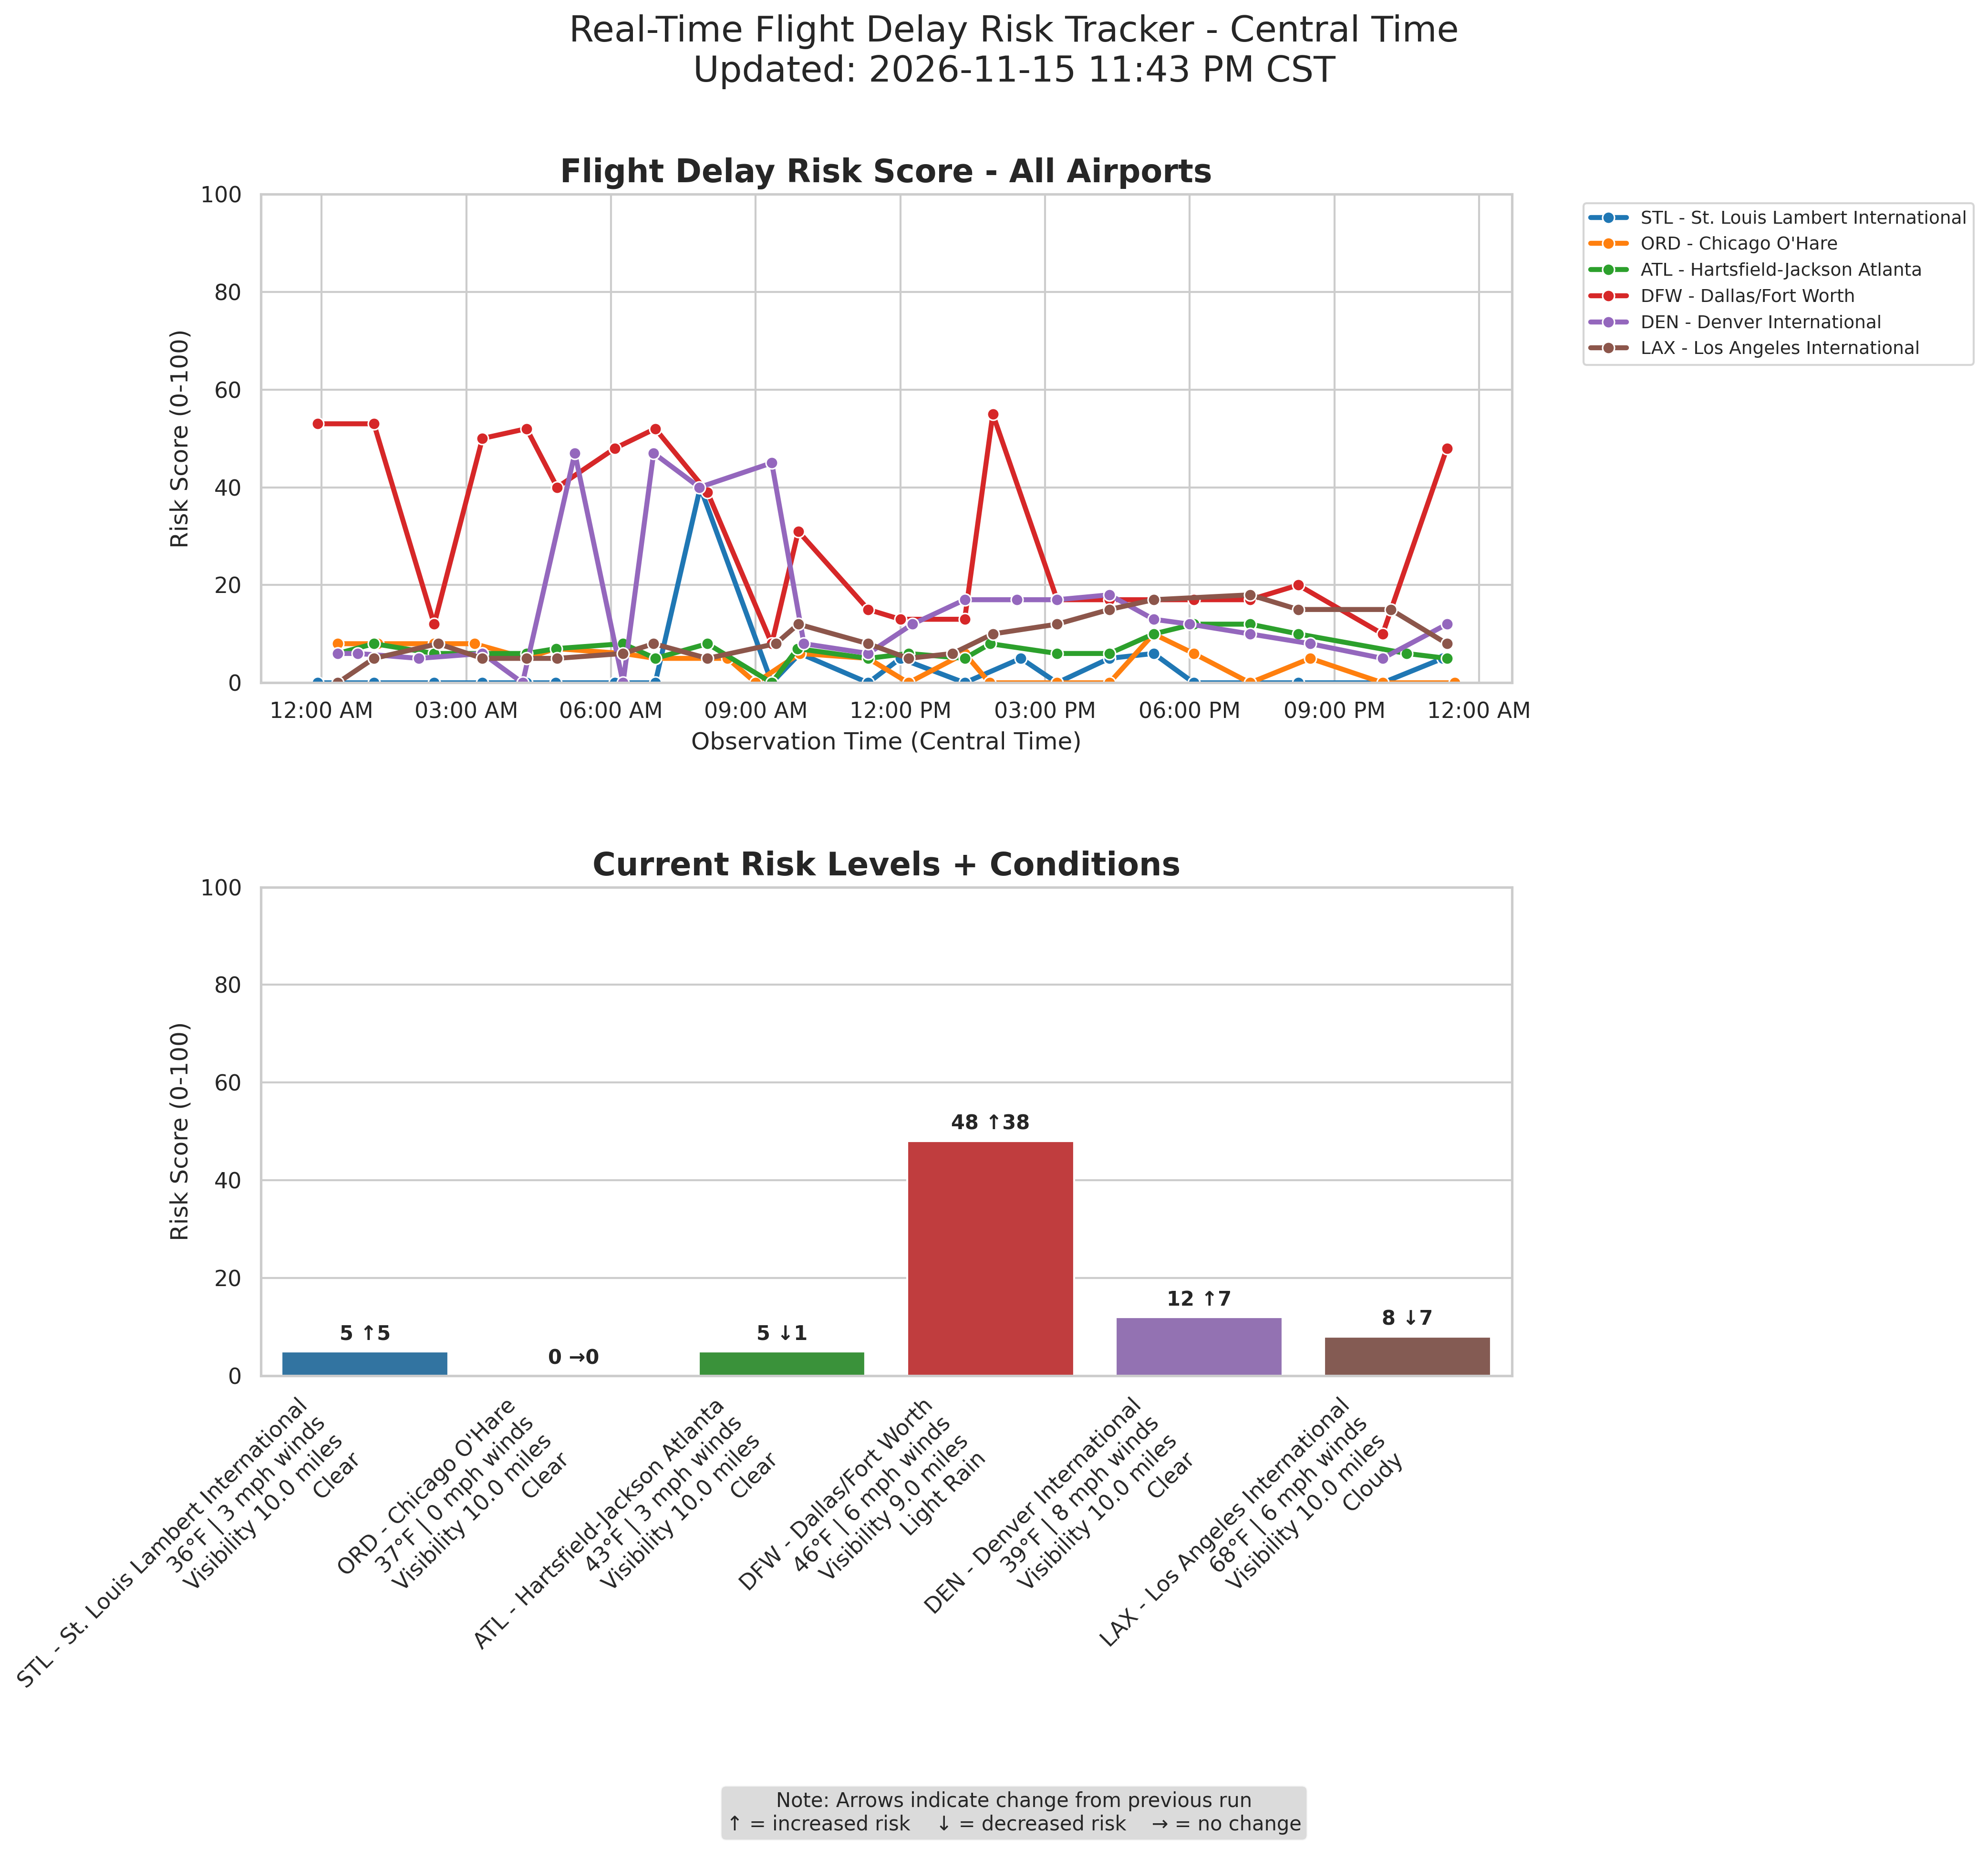 Real-Time Flight Delay Risk Tracker - Central Time
Updated: 2026-11-15 11:43 PM CST
Flight Delay Risk Score - All Airports
Risk Score (0-100)
100
80
60
40
20
0
12:00 AM
03:00 AM
06:00 AM
09:00 AM
12:00 PM
03:00 PM
06:00 PM
09:00 PM
12:00 AM
Observation Time (Central Time)
STL - St. Louis Lambert International
ORD - Chicago O'Hare
ATL - Hartsfield-Jackson Atlanta
DFW - Dallas/Fort Worth
DEN - Denver International
LAX - Los Angeles International
Current Risk Levels + Conditions
Risk Score (0-100)
100
80
60
40
20
0
5 ↑5
0 →0
5 ↓1
48 ↑38
12 ↑7
8 ↓7
STL - St. Louis Lambert International
36°F | 3 mph winds
Visibility 10.0 miles
Clear
ORD - Chicago O'Hare
37°F | 0 mph winds
Visibility 10.0 miles
Clear
ATL - Hartsfield-Jackson Atlanta
43°F | 3 mph winds
Visibility 10.0 miles
Clear
DFW - Dallas/Fort Worth
46°F | 6 mph winds
Visibility 9.0 miles
Light Rain
DEN - Denver International
39°F | 8 mph winds
Visibility 10.0 miles
Clear
LAX - Los Angeles International
68°F | 6 mph winds
Visibility 10.0 miles
Cloudy
Note: Arrows indicate change from previous run
↑ = increased risk ↓ = decreased risk → = no change